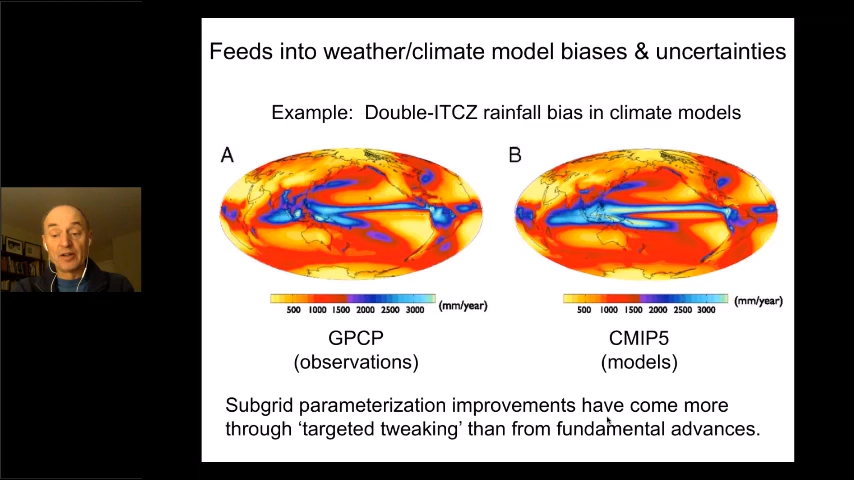 Feeds into weather/climate model biases & uncertainties
Example: Double-ITCZ rainfall bias in climate models
A
B
500 1000 1500 2000 2500 3000 (mm/year)
500 1000 1500 2000 2500 3000 (mm/year)
GPCP
(observations)
CMIP5
(models)
Subgrid parameterization improvements have come more
through ‘targeted tweaking’ than from fundamental advances.